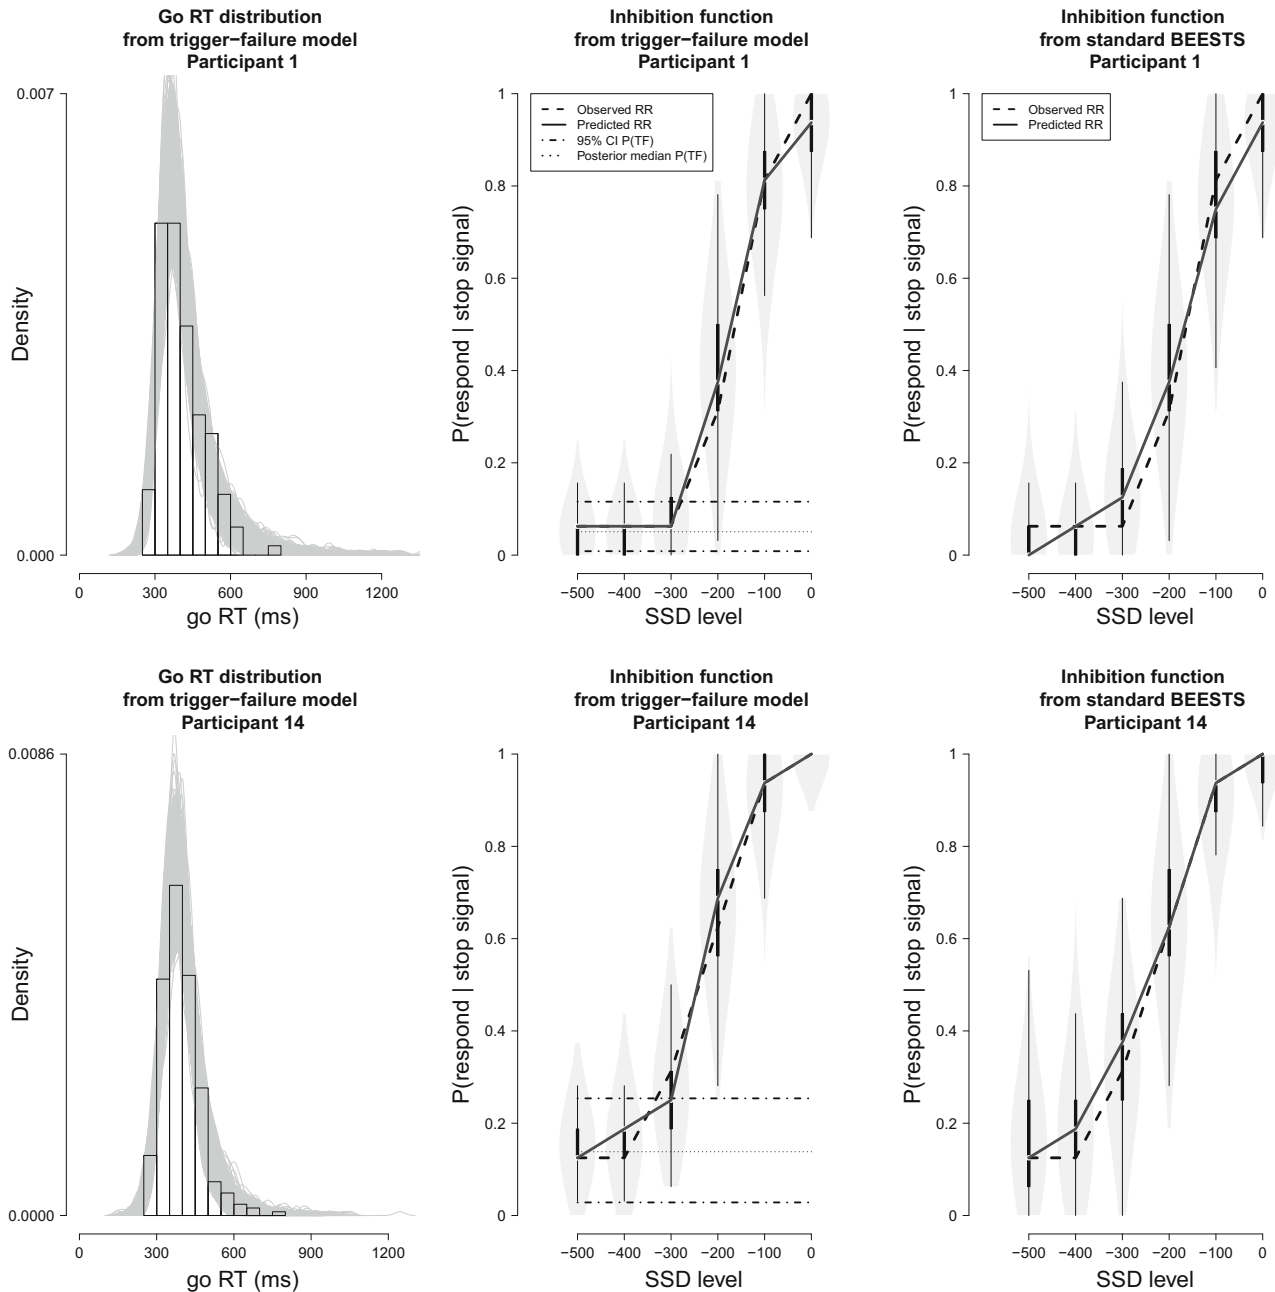 Go RT distribution
from trigger−failure model
Participant 1
0.007
0.000
Density
0 300 600 900 1200
go RT (ms)
Inhibition function
from trigger−failure model
Participant 1
Observed RR
Predicted RR
95% CI P(TF)
Posterior median P(TF)
1
0.8
0.6
0.4
0.2
0
P(respond | stop signal)
−500 −400 −300 −200 −100 0
SSD level
Inhibition function
from standard BEESTS
Participant 1
Observed RR
Predicted RR
1
0.8
0.6
0.4
0.2
0
P(respond | stop signal)
−500 −400 −300 −200 −100 0
SSD level
Go RT distribution
from trigger−failure model
Participant 14
0.0086
0.0000
Density
0 300 600 900 1200
go RT (ms)
Inhibition function
from trigger−failure model
Participant 14
1
0.8
0.6
0.4
0.2
0
P(respond | stop signal)
−500 −400 −300 −200 −100 0
SSD level
Inhibition function
from standard BEESTS
Participant 14
1
0.8
0.6
0.4
0.2
0
P(respond | stop signal)
−500 −400 −300 −200 −100 0
SSD level